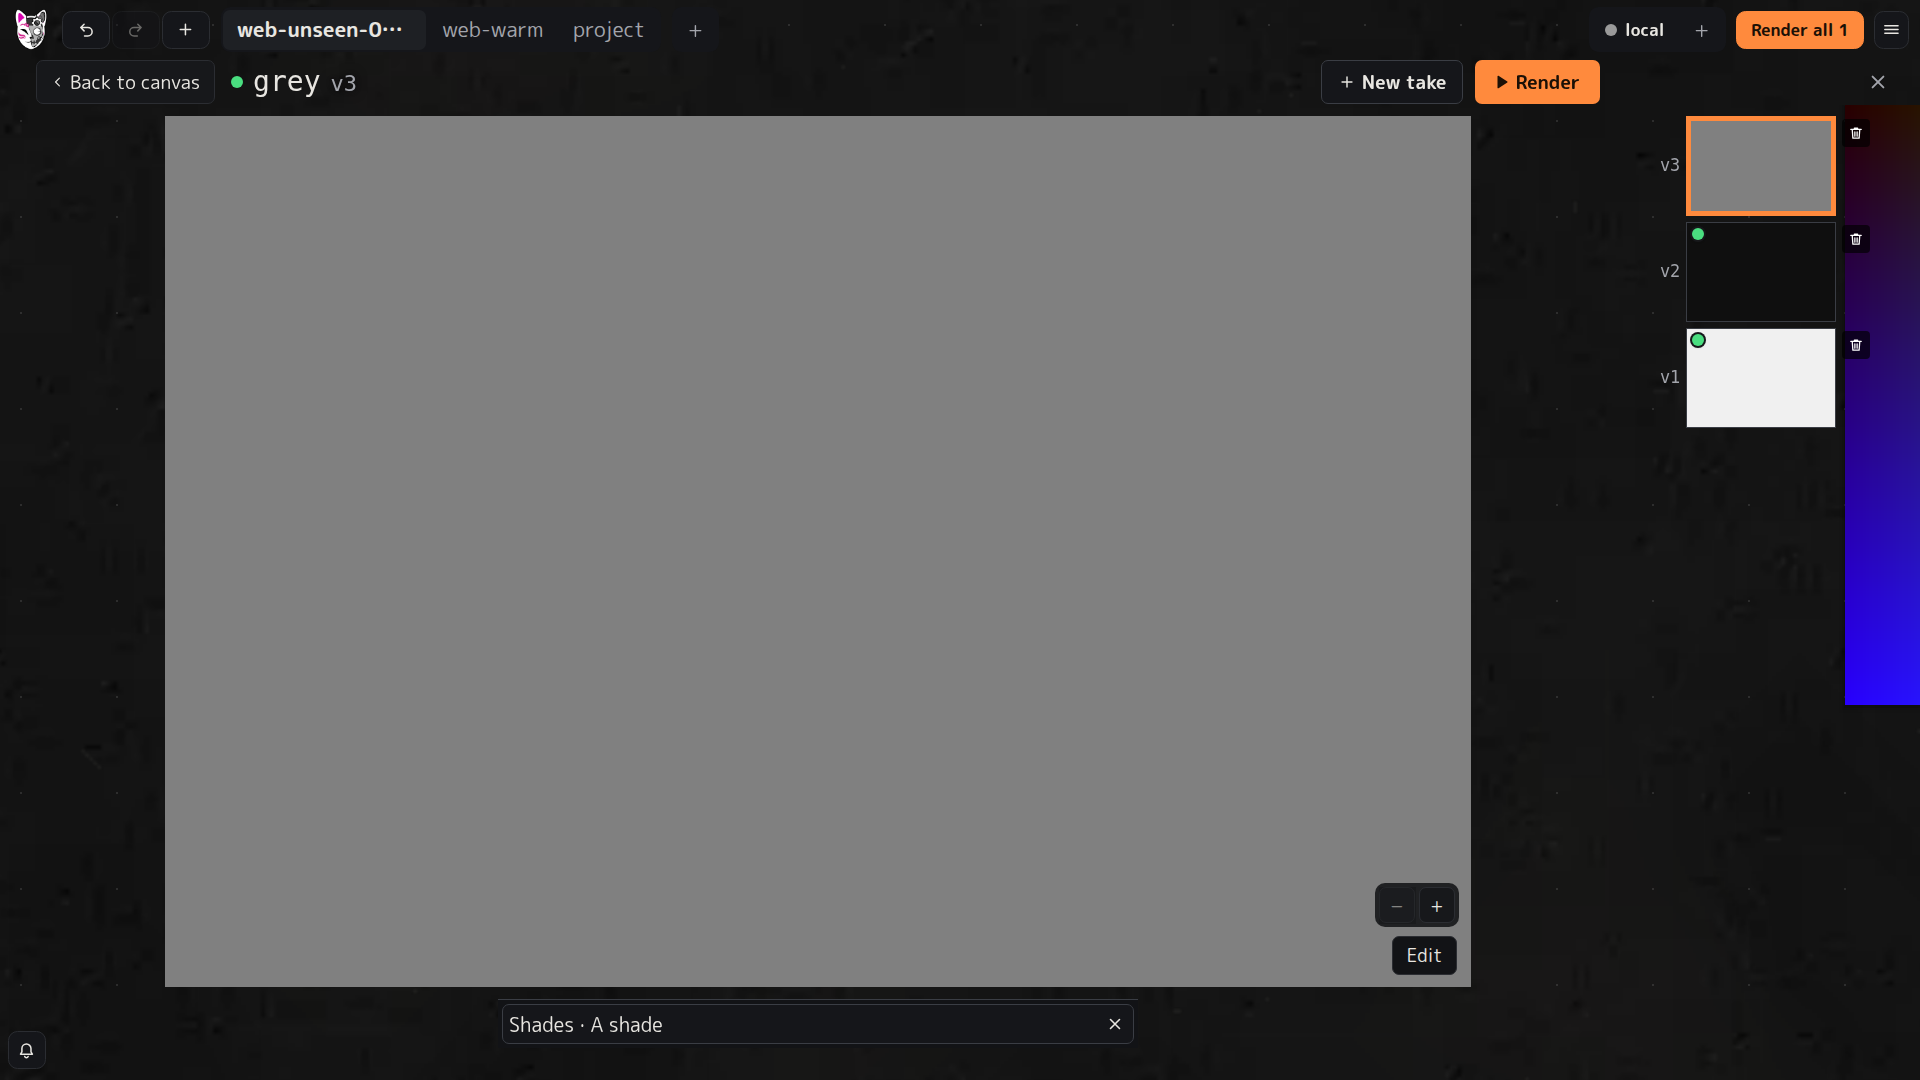 web-unseen-0···
web-warm
project
local
Render all 1
Back to canvas
grey v3
New take
Render
v3
v2
v1
Edit
Shades · A shade